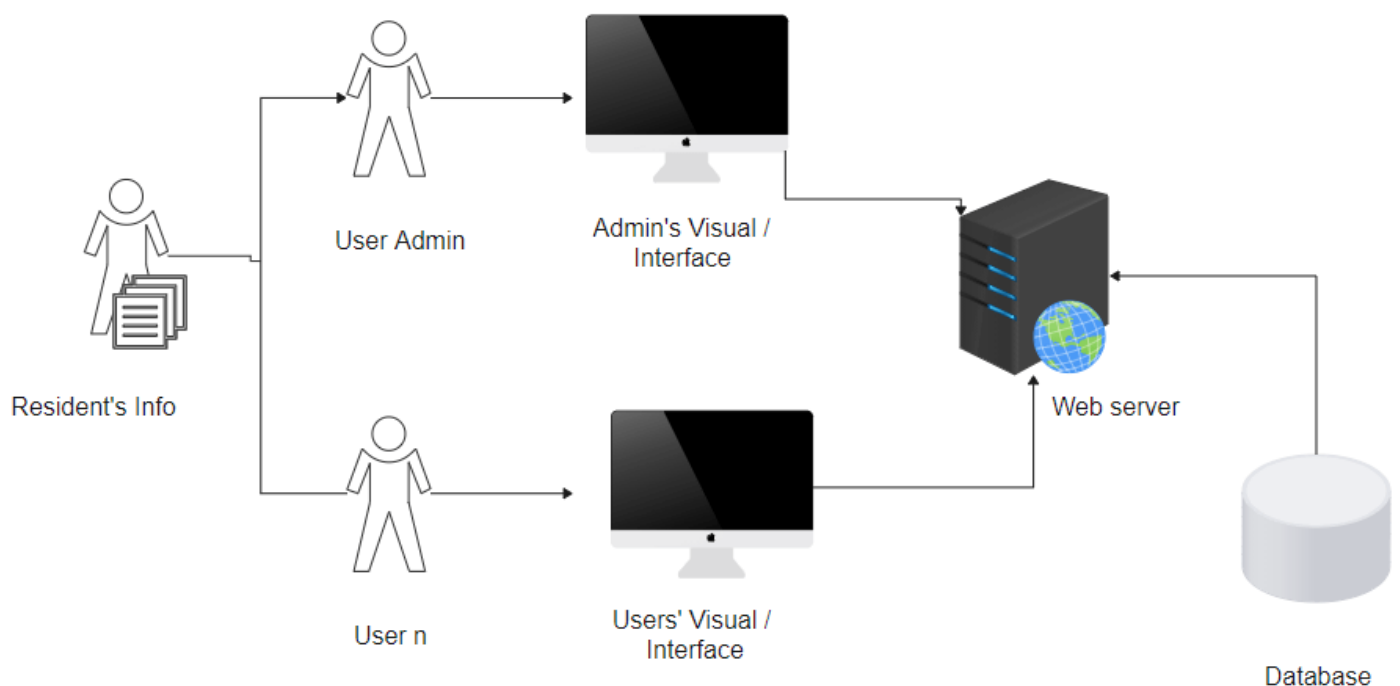 User Admin
Admin's Visual /
Interface
Resident's Info
Web server
User n
Users' Visual /
Interface
Database